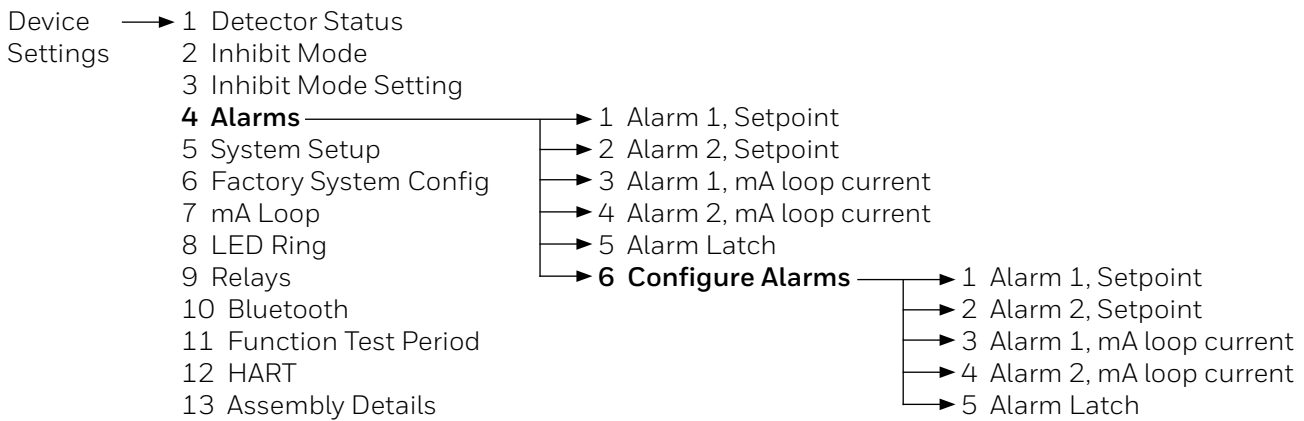 Device
Settings
1 Detector Status
2 Inhibit Mode
3 Inhibit Mode Setting
4 Alarms
5 System Setup
6 Factory System Config
7 mA Loop
8 LED Ring
9 Relays
10 Bluetooth
11 Function Test Period
12 HART
13 Assembly Details
1 Alarm 1, Setpoint
2 Alarm 2, Setpoint
3 Alarm 1, mA loop current
4 Alarm 2, mA loop current
5 Alarm Latch
6 Configure Alarms
1 Alarm 1, Setpoint
2 Alarm 2, Setpoint
3 Alarm 1, mA loop current
4 Alarm 2, mA loop current
5 Alarm Latch